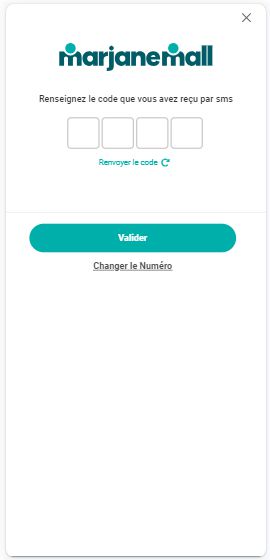 marjanemall
Renseignez le code que vous avez reçu par sms
Renvoyer le code
Valider
Changer le Numéro